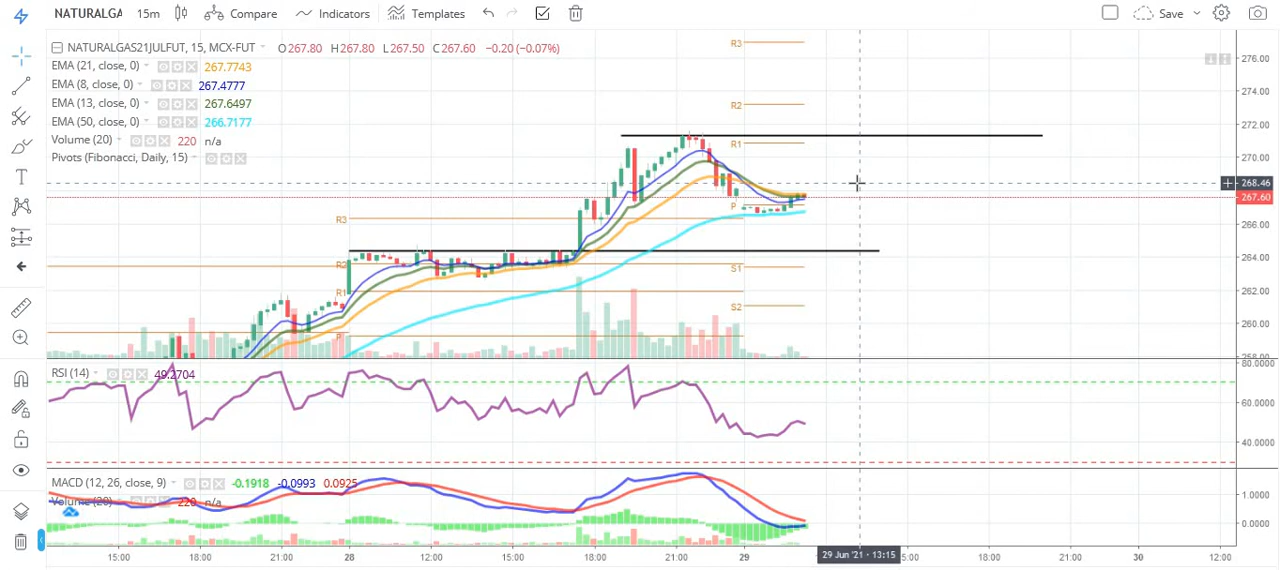 NATURALGA 15m Compare Indicators Templates Save
NATURALGAS21JULFUT, 15, MCX-FUT O267.80 H267.80 L267.50 C267.60 −0.20 (−0.07%)
EMA (21, close, 0) 267.7743
EMA (8, close, 0) 267.4777
EMA (13, close, 0) 267.6497
EMA (50, close, 0) 266.7177
Volume (20) 220 n/a
Pivots (Fibonacci, Daily, 15)
R3
R2
R1
P
S1
S2
R3
R2
R1
P
276.00
274.00
272.00
270.00
268.46
267.60
266.00
264.00
262.00
260.00
258.00
RSI (14) 49.2704
80.0000
60.0000
40.0000
MACD (12, 26, close, 9) -0.1918 -0.0993 0.0925
Volume (20) 220 n/a
1.0000
0.0000
15:00 18:00 21:00 28 12:00 15:00 18:00 21:00 29 29 Jun '21 - 13:15 5:00 18:00 21:00 30 12:00